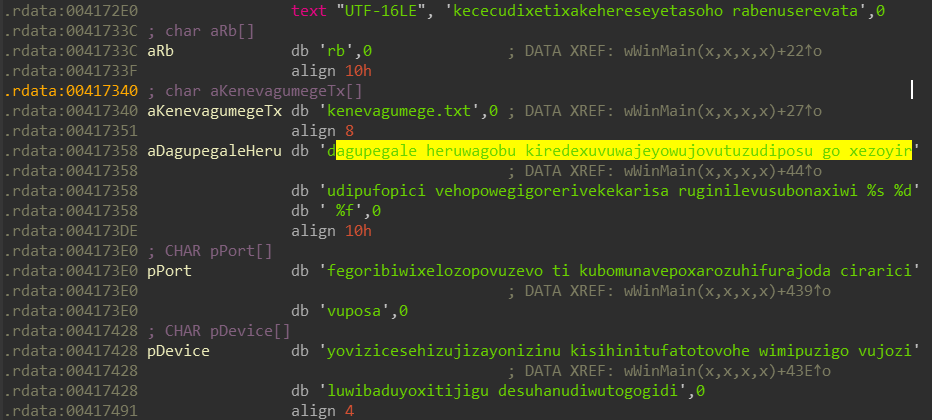 .rdata:004172E0 text "UTF-16LE", 'kececudixetixakehereseyetasoho rabenuserevata',0
.rdata:0041733C ; char aRb[]
.rdata:0041733C aRb db 'rb',0 ; DATA XREF: wWinMain(x,x,x,x)+22↑o
.rdata:0041733F align 10h
.rdata:00417340 ; char aKenevagumegeTx[]
.rdata:00417340 aKenevagumegeTx db 'kenevagumege.txt',0 ; DATA XREF: wWinMain(x,x,x,x)+27↑o
.rdata:00417351 align 8
.rdata:00417358 aDagupegaleHeru db 'dagupegale heruwagobu kiredexuvuwajeyowujovutuzudiposu go xezoyir'
.rdata:00417358 ; DATA XREF: wWinMain(x,x,x,x)+44↑o
.rdata:00417358 db 'udipufopici vehopowegigorerivekekarisa ruginilevusubonaxiwi %s %d'
.rdata:00417358 db ' %f',0
.rdata:004173DE align 10h
.rdata:004173E0 ; CHAR pPort[]
.rdata:004173E0 pPort db 'fegoribiwixelozopovuzevo ti kubomunavepoxarozuhifurajoda cirarici'
.rdata:004173E0 ; DATA XREF: wWinMain(x,x,x,x)+439↑o
.rdata:004173E0 db 'vuposa',0
.rdata:00417428 ; CHAR pDevice[]
.rdata:00417428 pDevice db 'yovizicesehizujizayonizinu kisihinitufatotovohe wimipuzigo vujozi'
.rdata:00417428 ; DATA XREF: wWinMain(x,x,x,x)+43E↑o
.rdata:00417428 db 'luwibaduyoxitijigu desuhanudiwutogogidi',0
.rdata:00417491 align 4